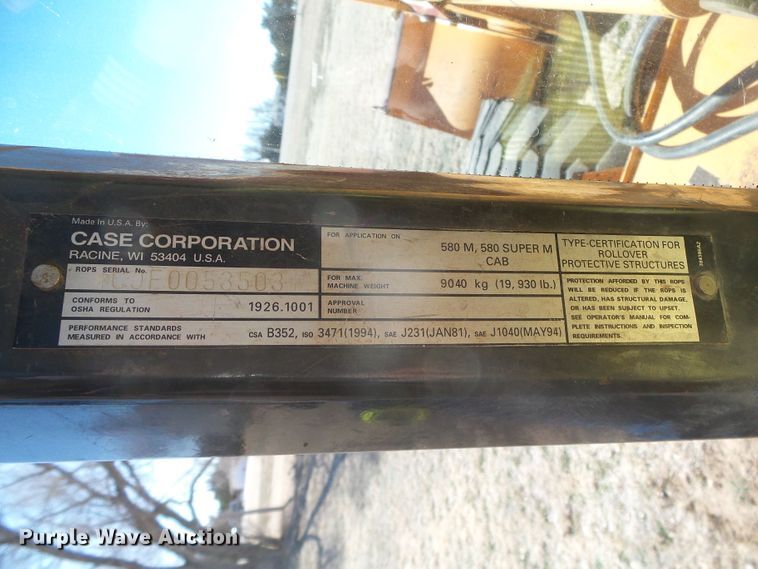 Made in U.S.A. By:
CASE CORPORATION
RACINE, WI 53404 U.S.A.
ROPS SERIAL No.
CONFORMS TO
OSHA REGULATION 1926.1001
PERFORMANCE STANDARDS
MEASURED IN ACCORDANCE WITH CSA B352, ISO 3471(1994), SAE J231(JAN81), SAE J1040(MAY94)
FOR APPLICATION ON 580 M, 580 SUPER M
CAB
FOR MAX.
MACHINE WEIGHT 9040 kg (19, 930 lb.)
APPROVAL
NUMBER
TYPE-CERTIFICATION FOR
ROLLOVER
PROTECTIVE STRUCTURES
PROTECTION AFFORDED BY THIS ROPS
WILL BE REDUCED IF THE ROPS IS
ALTERED, HAS STRUCTURAL DAMAGE,
OR HAS BEEN SUBJECT TO UPSET.
SEE OPERATOR'S MANUAL FOR COM-
PLETE INSTRUCTIONS AND INSPECTION
REQUIREMENTS.
Purple Wave Auction